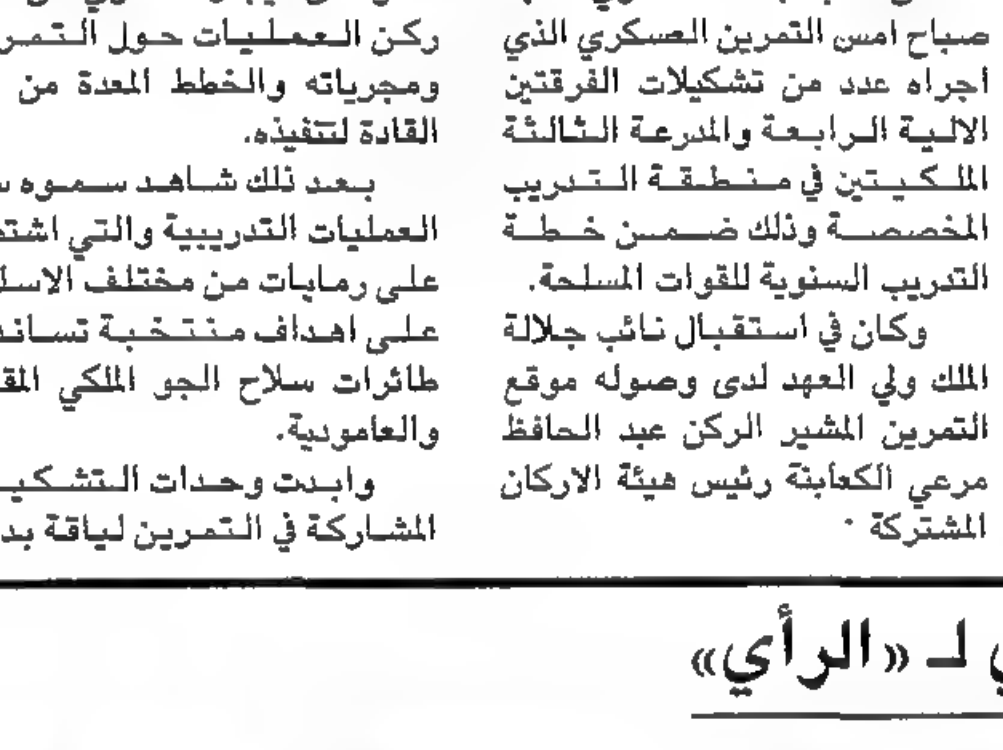 صباح امس التمرين العسكري الذي
اجراه عدد من تشكيلات الفرقتين
الالية الرابعة والمدرعة الثالثة
الملكيتين في منطقة التدريب
المخصصة وذلك ضمن خطة
التدريب السنوية للقوات المسلحة.
وكان في استقبال نائب جلالة
الملك ولي العهد لدى وصوله موقع
التمرين المشير الركن عبد الحافظ
مرعي الكعابنة رئيس هيئة الاركان
المشتركة
ركن العمليات حول التمر
ومجرياته والخطط المعدة من
القادة لتنفيذه.
بعد ذلك شاهد سموه
العمليات التدريبية والتي اشتم
على رمايات من مختلف الاسل
على اهداف منتخبة تساند
طائرات سلاح الجو الملكي المق
والعامودية.
وابدت وحدات التشكي
المشاركة في التمرين لياقة بد
لـ «الرأي»